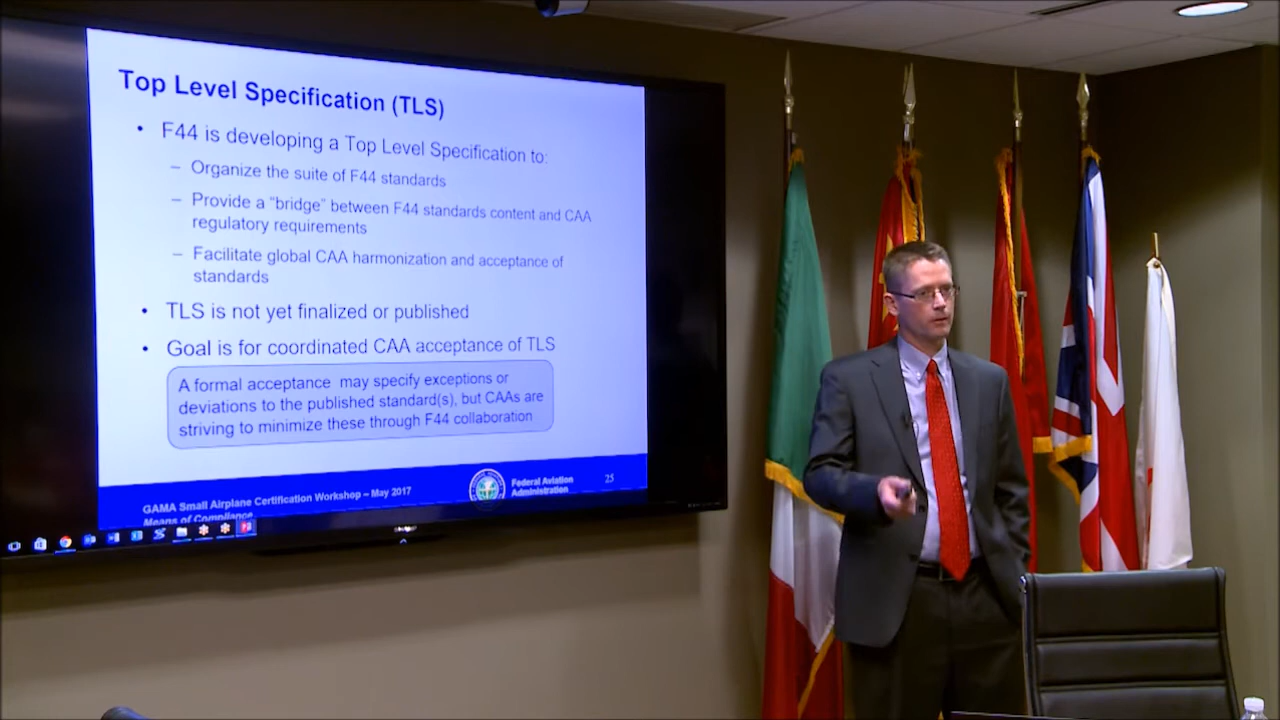 Top Level Specification (TLS)
• F44 is developing a Top Level Specification to:
– Organize the suite of F44 standards
– Provide a "bridge" between F44 standards content and CAA
regulatory requirements
– Facilitate global CAA harmonization and acceptance of
standards
• TLS is not yet finalized or published
• Goal is for coordinated CAA acceptance of TLS
A formal acceptance may specify exceptions or
deviations to the published standard(s), but CAAs are
striving to minimize these through F44 collaboration
GAMA Small Airplane Certification Workshop – May 2017
Means of Compliance
Federal Aviation
Administration
25